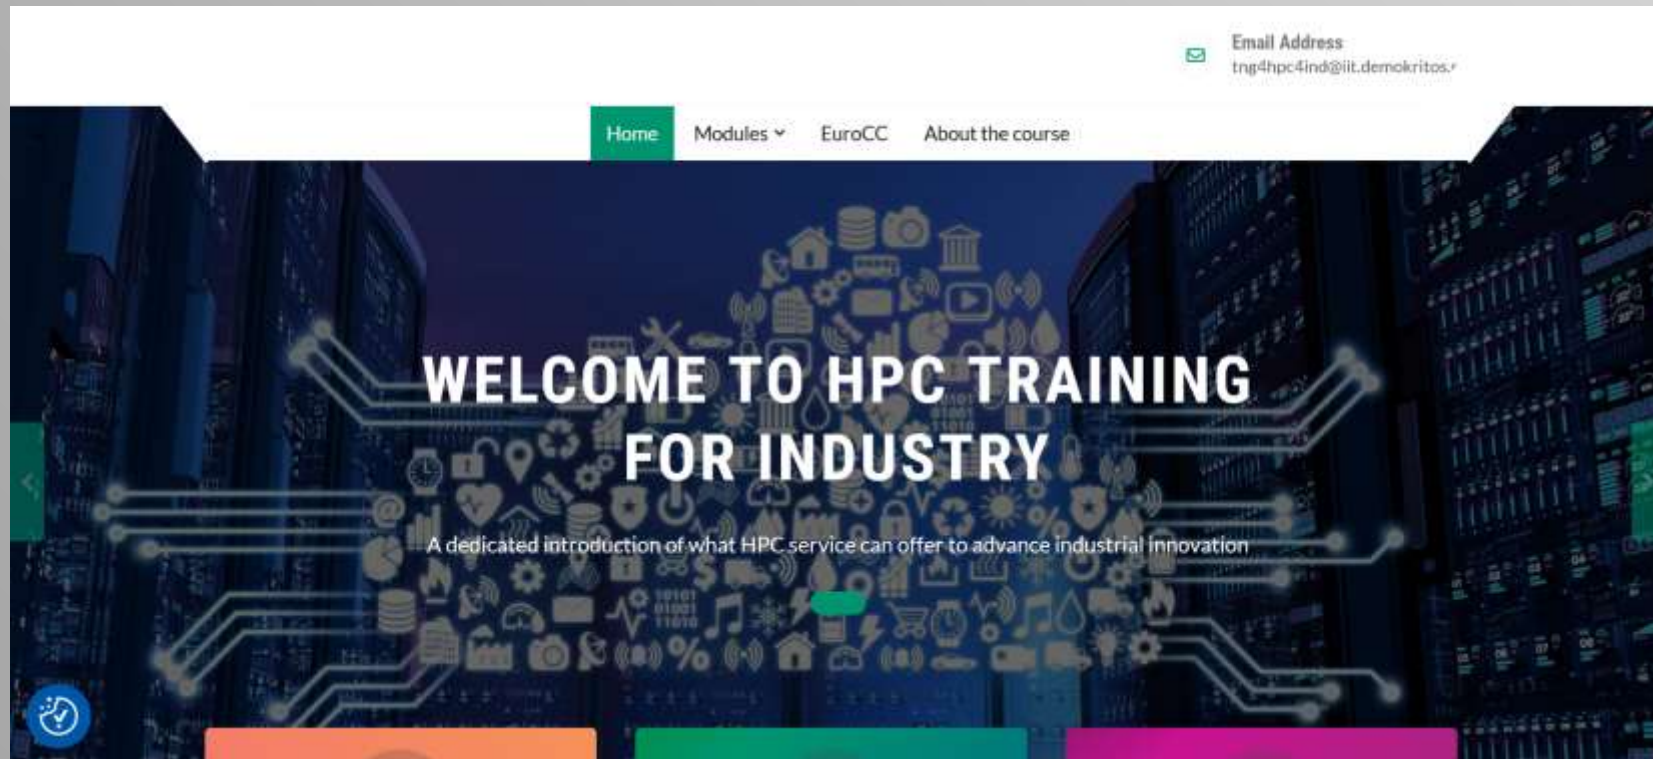 Email Address
tng4hpc4ind@iit.demokritos.
Home Modules EuroCC About the course
WELCOME TO HPC TRAINING
FOR INDUSTRY
A dedicated introduction of what HPC service can offer to advance industrial innovation